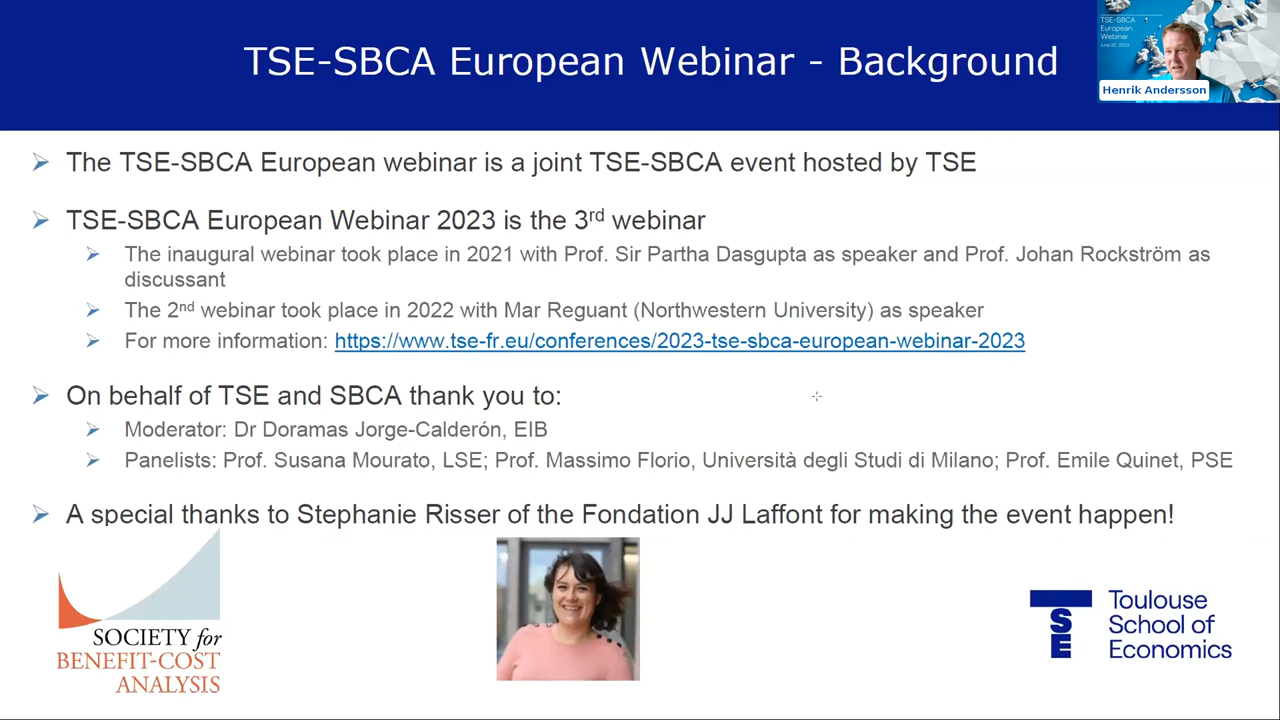 TSE-SBCA European Webinar - Background
TSE-SBCA
European
Webinar
June 22, 2023
Henrik Andersson
The TSE-SBCA European webinar is a joint TSE-SBCA event hosted by TSE
TSE-SBCA European Webinar 2023 is the 3rd webinar
The inaugural webinar took place in 2021 with Prof. Sir Partha Dasgupta as speaker and Prof. Johan Rockström as
discussant
The 2nd webinar took place in 2022 with Mar Reguant (Northwestern University) as speaker
For more information: https://www.tse-fr.eu/conferences/2023-tse-sbca-european-webinar-2023
On behalf of TSE and SBCA thank you to:
Moderator: Dr Doramas Jorge-Calderón, EIB
Panelists: Prof. Susana Mourato, LSE; Prof. Massimo Florio, Università degli Studi di Milano; Prof. Emile Quinet, PSE
A special thanks to Stephanie Risser of the Fondation JJ Laffont for making the event happen!
SOCIETY for
BENEFIT-COST
ANALYSIS
TSE
Toulouse
School of
Economics